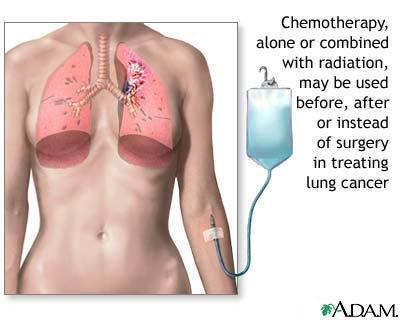 Chemotherapy,
alone or combined
with radiation,
may be used
before, after
or instead
of surgery
in treating
lung cancer
A.D.A.M.